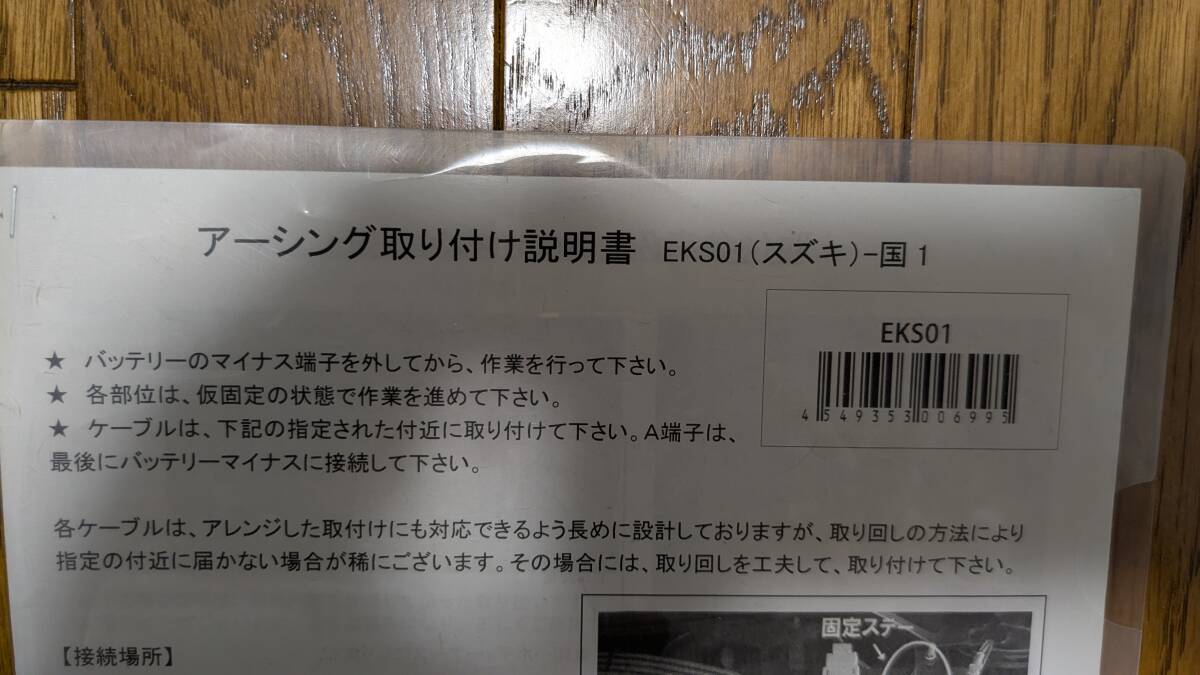 アーシング取り付け説明書 EKS01(スズキ)-国1
EKS01
4 549353 006995
★ バッテリーのマイナス端子を外してから、作業を行って下さい。
★ 各部位は、仮固定の状態で作業を進めて下さい。
★ ケーブルは、下記の指定された付近に取り付けて下さい。A端子は、
最後にバッテリーマイナスに接続して下さい。
各ケーブルは、アレンジした取付けにも対応できるよう長めに設計しておりますが、取り回しの方法により
指定の付近に届かない場合が稀にございます。その場合には、取り回しを工夫して、取り付けて下さい。
固定ステー
【接続場所】